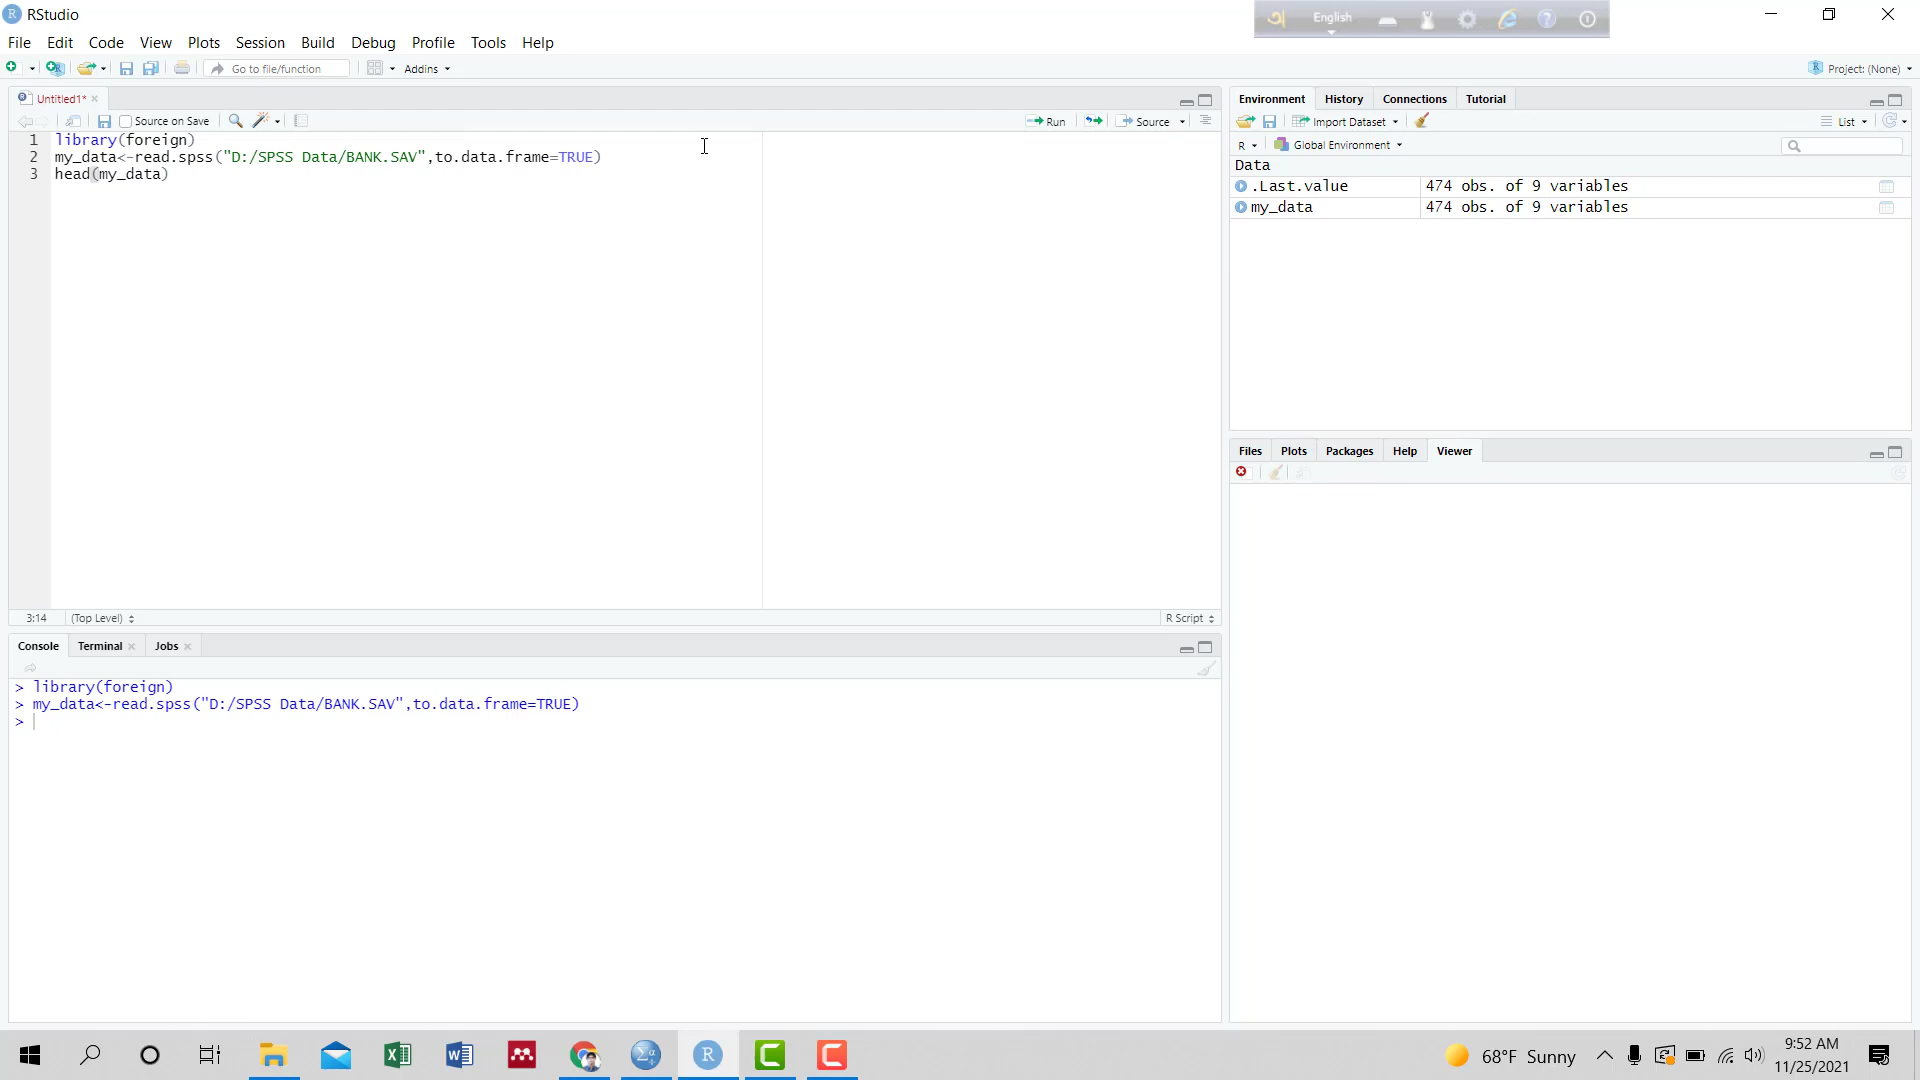 RStudio
English
File Edit Code View Plots Session Build Debug Profile Tools Help
Go to file/function Addins Project: (None)
Untitled1*
Source on Save Run Source
1 library(foreign)
2 my_data<-read.spss("D:/SPSS Data/BANK.SAV",to.data.frame=TRUE)
3 head(my_data)
3:14 (Top Level) R Script
Console Terminal Jobs
> library(foreign)
> my_data<-read.spss("D:/SPSS Data/BANK.SAV",to.data.frame=TRUE)
>
Environment History Connections Tutorial
Import Dataset List
R Global Environment
Data
.Last.value 474 obs. of 9 variables
my_data 474 obs. of 9 variables
Files Plots Packages Help Viewer
68°F Sunny
9:52 AM
11/25/2021